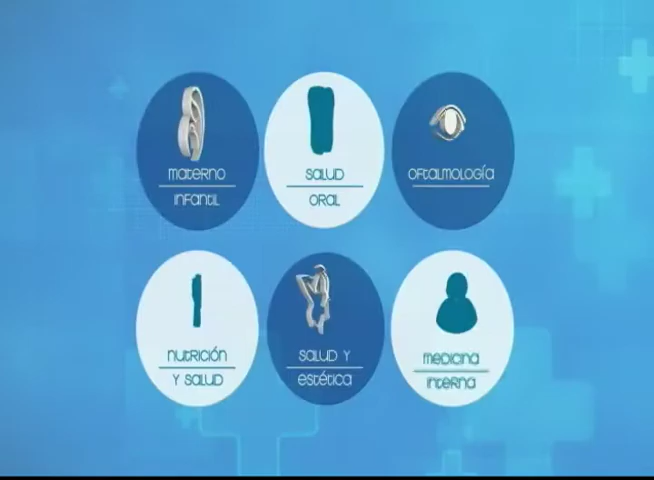 materno
infantil
salud
oral
oftalmología
nutrición
y salud
salud y
estética
medicina
interna